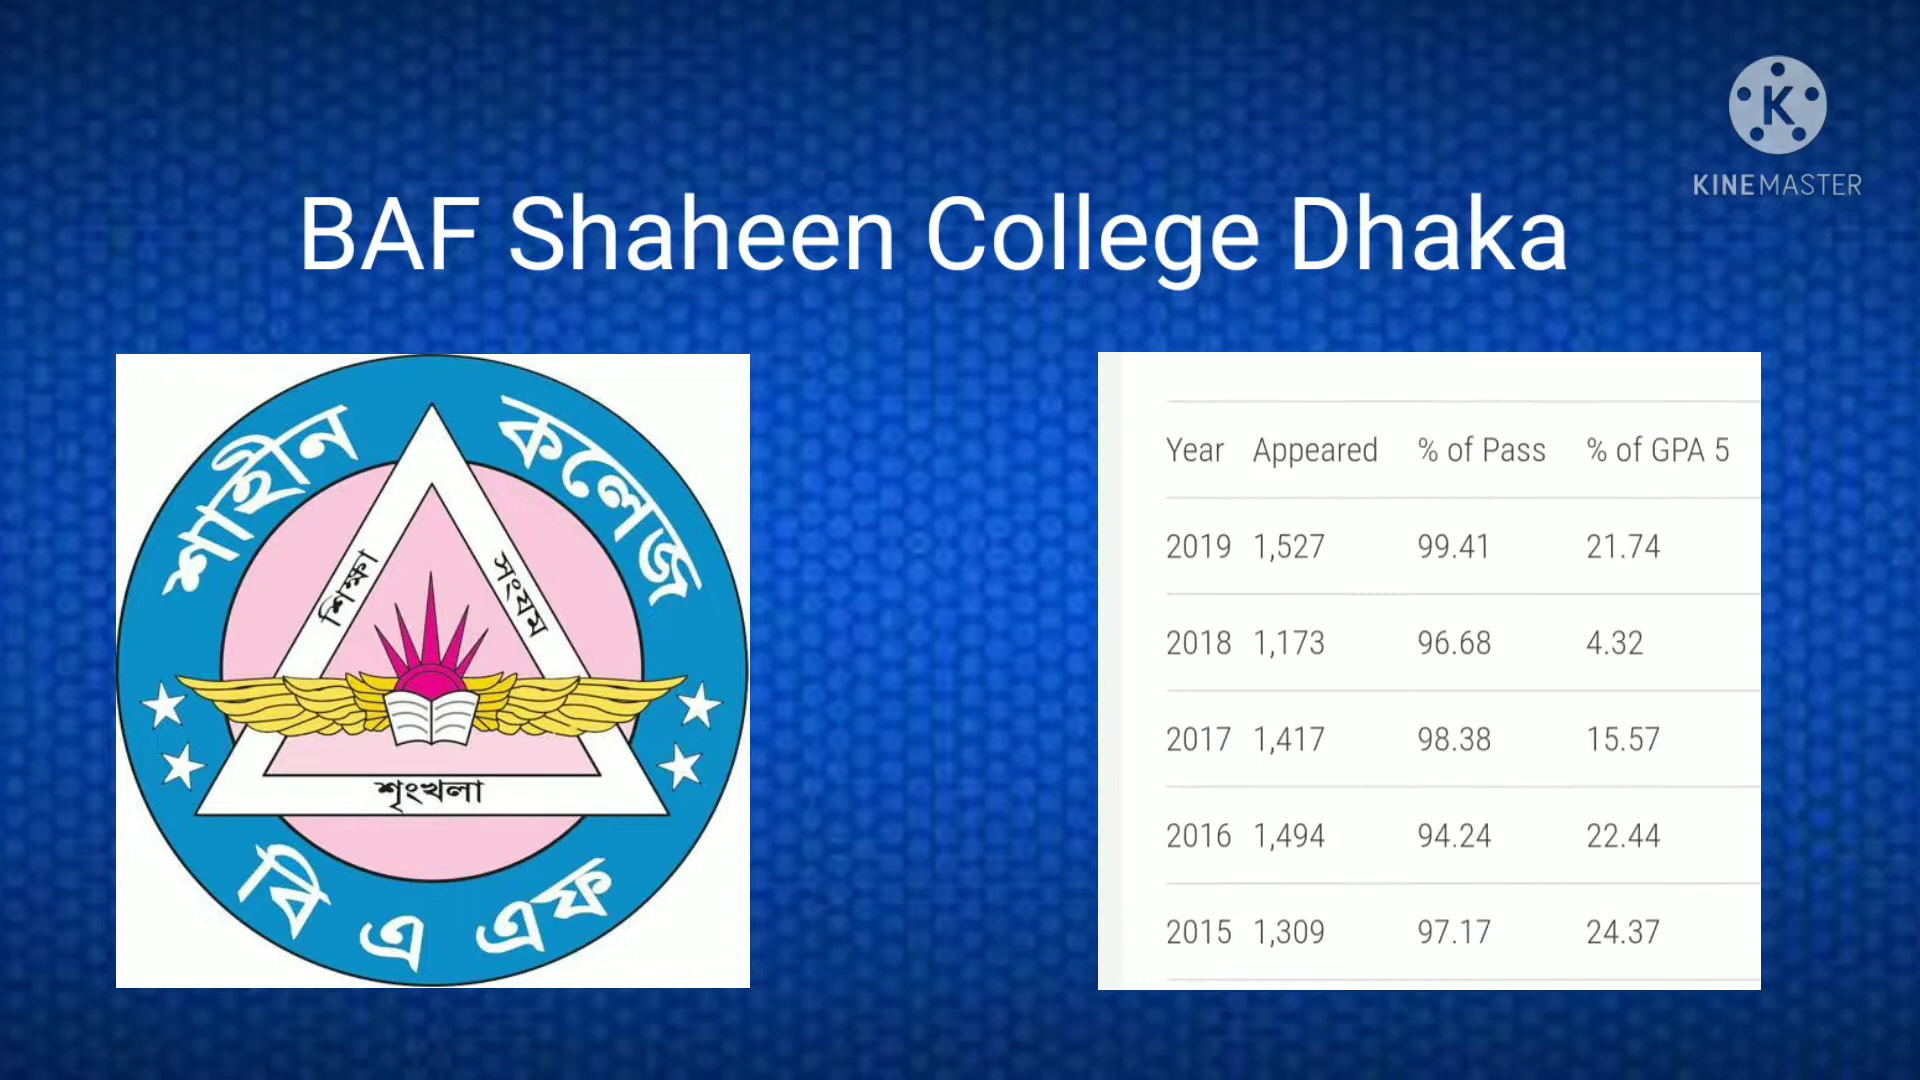 K
KINEMASTER
BAF Shaheen College Dhaka
শাহীন কলেজ
শিক্ষা
সংযম
শৃংখলা
বি এ এফ
Year Appeared % of Pass % of GPA 5
2019 1,527 99.41 21.74
2018 1,173 96.68 4.32
2017 1,417 98.38 15.57
2016 1,494 94.24 22.44
2015 1,309 97.17 24.37